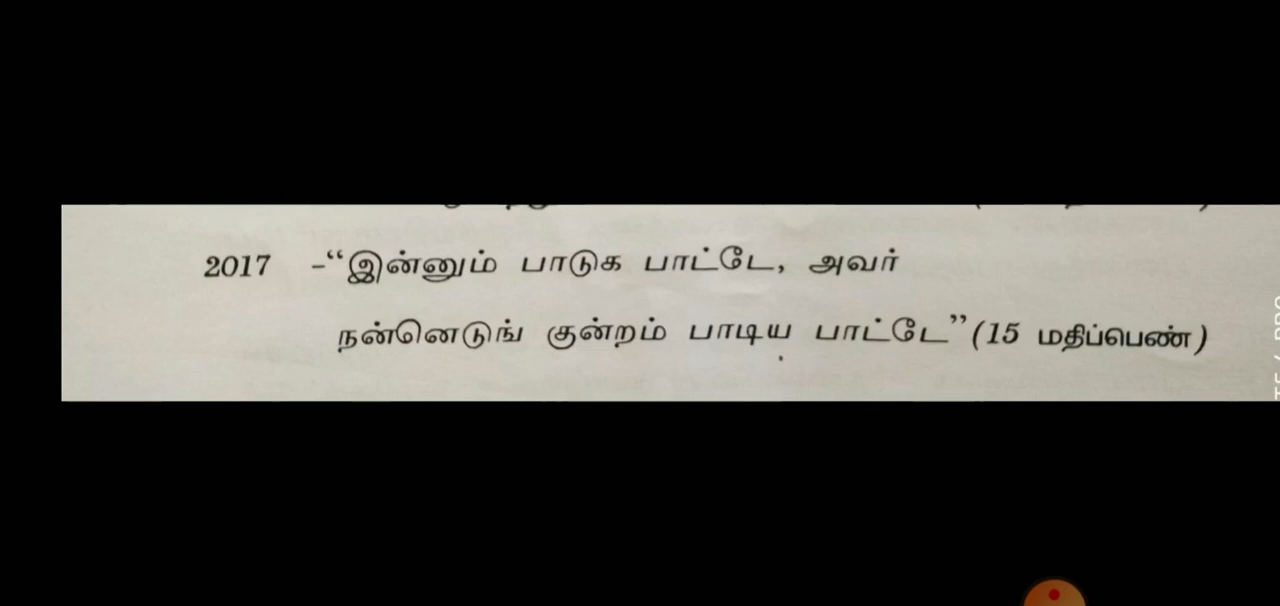 2017 -“இன்னும் பாடுக பாட்டே, அவர்
நன்னெடுங் குன்றம் பாடிய பாட்டே” (15 மதிப்பெண்)